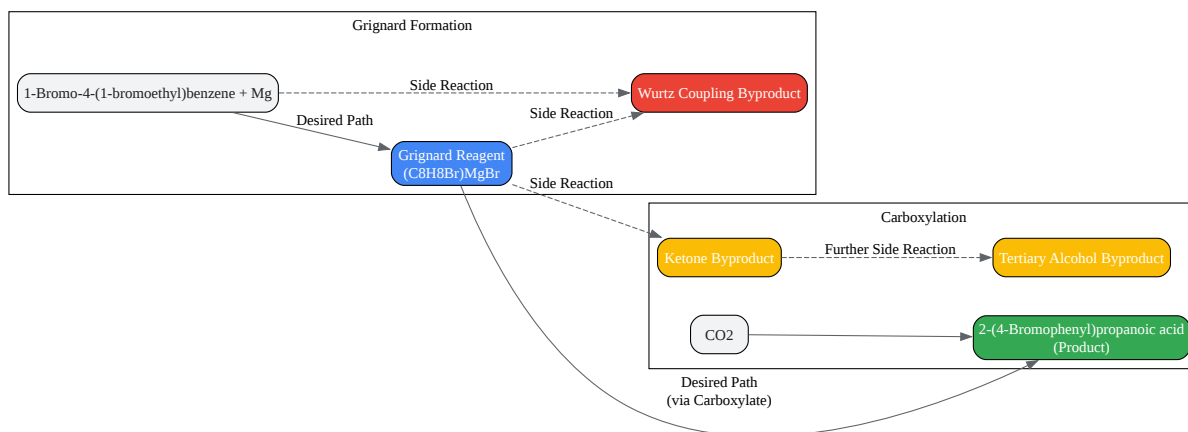 Grignard Formation
1-Bromo-4-(1-bromoethyl)benzene + Mg
Side Reaction
Wurtz Coupling Byproduct
Desired Path
Side Reaction
Grignard Reagent
(C8H8Br)MgBr
Side Reaction
Carboxylation
Ketone Byproduct
Further Side Reaction
Tertiary Alcohol Byproduct
CO2
2-(4-Bromophenyl)propanoic acid
(Product)
Desired Path
(via Carboxylate)